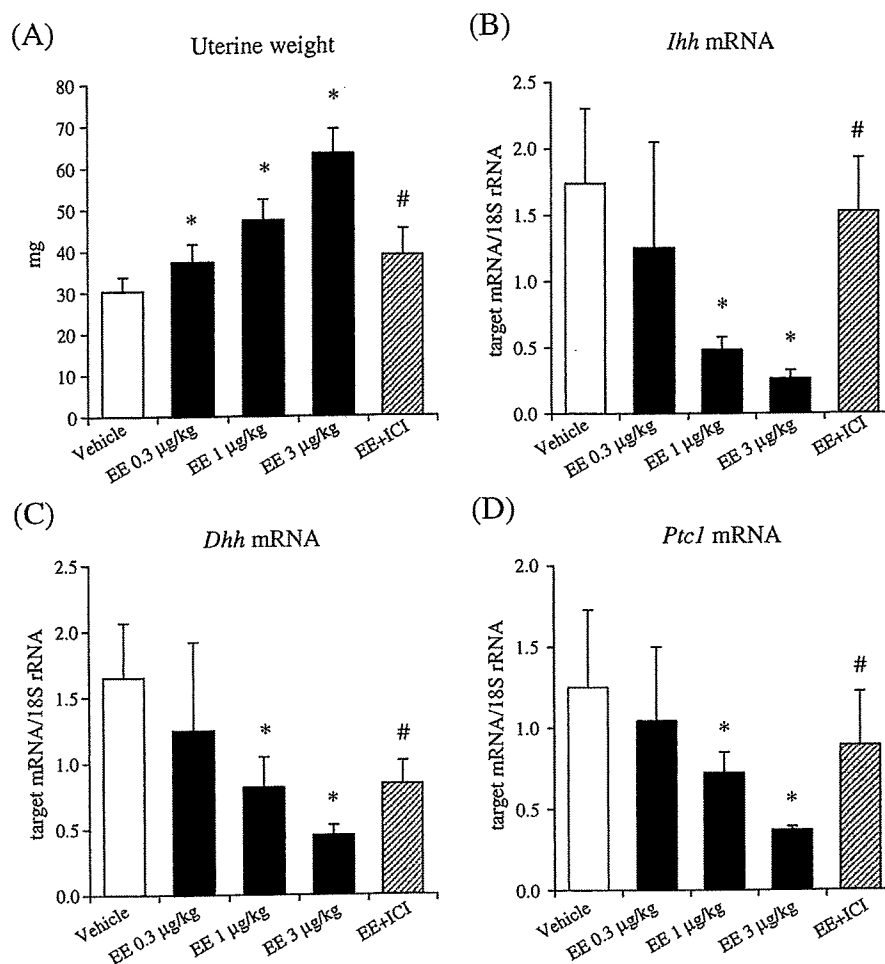 (A)
Uterine weight
80
70
60
50
40
30
20
10
0
mg
*
*
*
#
Vehicle
EE 0.3 µg/kg
EE 1 µg/kg
EE 3 µg/kg
EE+ICI
(B)
Ihh mRNA
2.5
2.0
1.5
1.0
0.5
0.0
target mRNA/18S rRNA
*
*
#
Vehicle
EE 0.3 µg/kg
EE 1 µg/kg
EE 3 µg/kg
EE+ICI
(C)
Dhh mRNA
2.5
2.0
1.5
1.0
0.5
0.0
target mRNA/18S rRNA
*
*
#
Vehicle
EE 0.3 µg/kg
EE 1 µg/kg
EE 3 µg/kg
EE+ICI
(D)
Ptc1 mRNA
2.0
1.5
1.0
0.5
0.0
target mRNA/18S rRNA
*
*
#
Vehicle
EE 0.3 µg/kg
EE 1 µg/kg
EE 3 µg/kg
EE+ICI